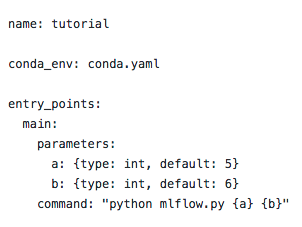 name: tutorial
conda_env: conda.yaml
entry_points:
  main:
    parameters:
      a: {type: int, default: 5}
      b: {type: int, default: 6}
    command: "python mlflow.py {a} {b}"